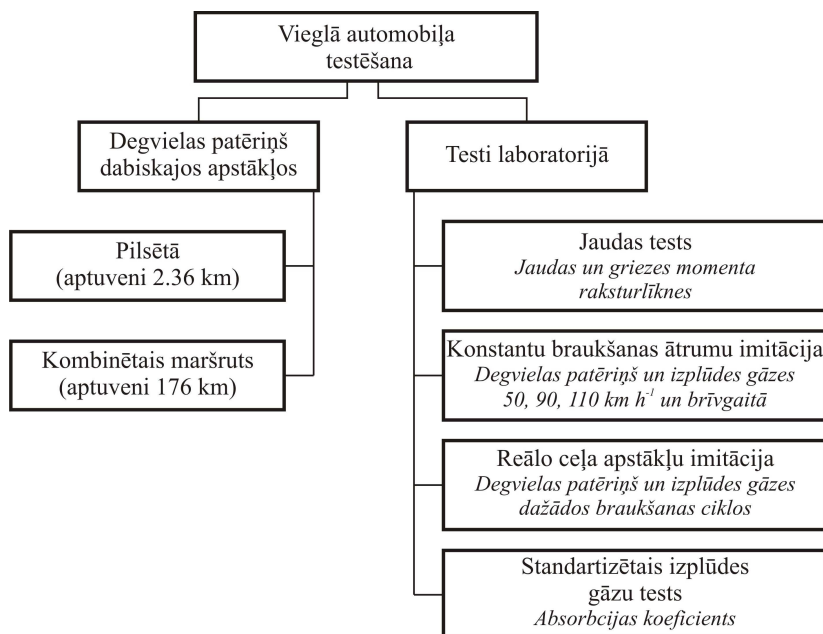 Vieglā automobiļa
testēšana
Degvielas patēriņš
dabiskajos apstākļos
Testi laboratorijā
Pilsētā
(aptuveni 2.36 km)
Kombinētais maršruts
(aptuveni 176 km)
Jaudas tests
Jaudas un griezes momenta
raksturlīknes
Konstantu braukšanas ātrumu imitācija
Degvielas patēriņš un izplūdes gāzes
50, 90, 110 km h⁻¹ un brīvgaitā
Reālo ceļa apstākļu imitācija
Degvielas patēriņš un izplūdes gāzes
dažādos braukšanas ciklos
Standartizētais izplūdes
gāzu tests
Absorbcijas koeficients